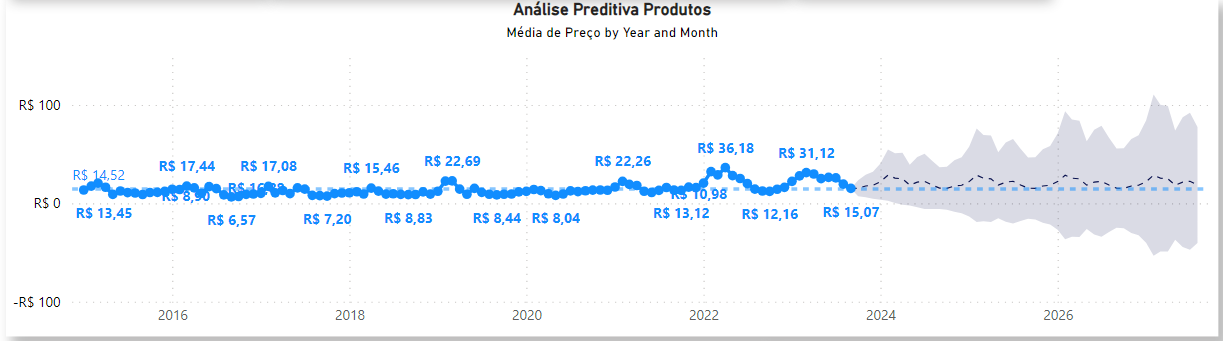 Análise Preditiva Produtos
Média de Preço by Year and Month
R$ 100
R$ 0
-R$ 100
R$ 14,52
R$ 13,45
R$ 17,44
R$ 8,90
R$ 6,57
R$ 17,08
R$ 7,20
R$ 15,46
R$ 8,83
R$ 22,69
R$ 8,44
R$ 8,04
R$ 22,26
R$ 13,12
R$ 10,98
R$ 36,18
R$ 12,16
R$ 31,12
R$ 15,07
2016
2018
2020
2022
2024
2026